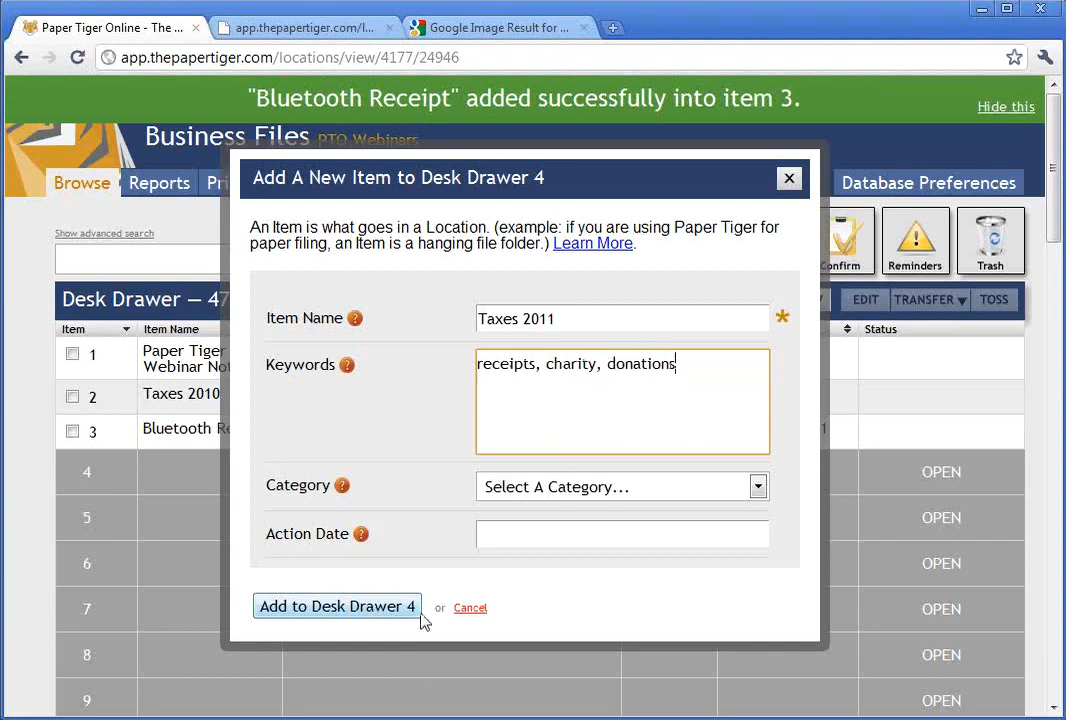 Paper Tiger Online - The ...
app.thepapertiger.com/l...
Google Image Result for ...
app.thepapertiger.com/locations/view/4177/24946
"Bluetooth Receipt" added successfully into item 3.
Hide this
Business Files PTO Webinars
Browse
Reports
Database Preferences
Show advanced search
Confirm
Reminders
Trash
Desk Drawer — 47
EDIT
TRANSFER
TOSS
Item
Item Name
Status
1
Paper Tiger
Webinar
2
Taxes 2010
3
Bluetooth
4
OPEN
5
OPEN
6
OPEN
7
OPEN
8
OPEN
9
OPEN
Add A New Item to Desk Drawer 4
X
An Item is what goes in a Location. (example: if you are using Paper Tiger for
paper filing, an Item is a hanging file folder.) Learn More.
Item Name ?
Taxes 2011 *
Keywords ?
receipts, charity, donations
Category ?
Select A Category...
Action Date ?
Add to Desk Drawer 4 or Cancel